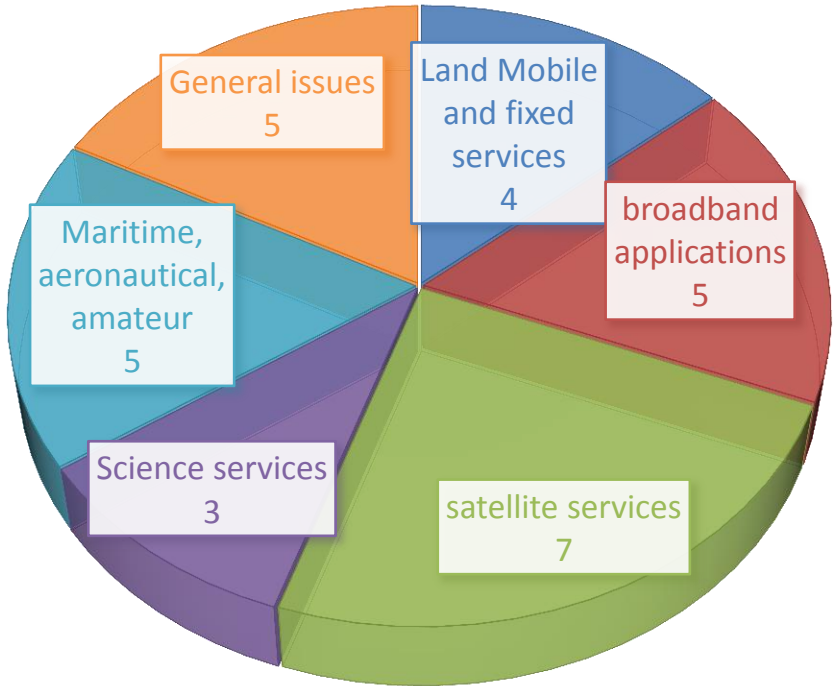 General issues
5
Land Mobile
and fixed
services
4
broadband
applications
5
Maritime,
aeronautical,
amateur
5
Science services
3
satellite services
7